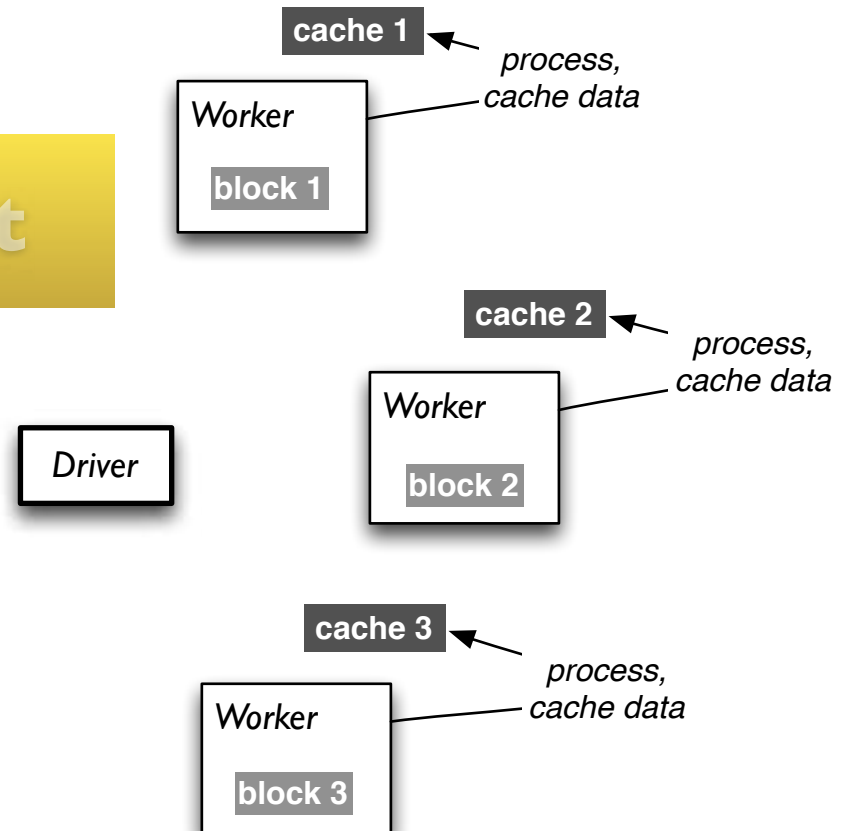 cache 1
process,
cache data
Worker
block 1
t
cache 2
process,
cache data
Worker
block 2
Driver
cache 3
process,
cache data
Worker
block 3